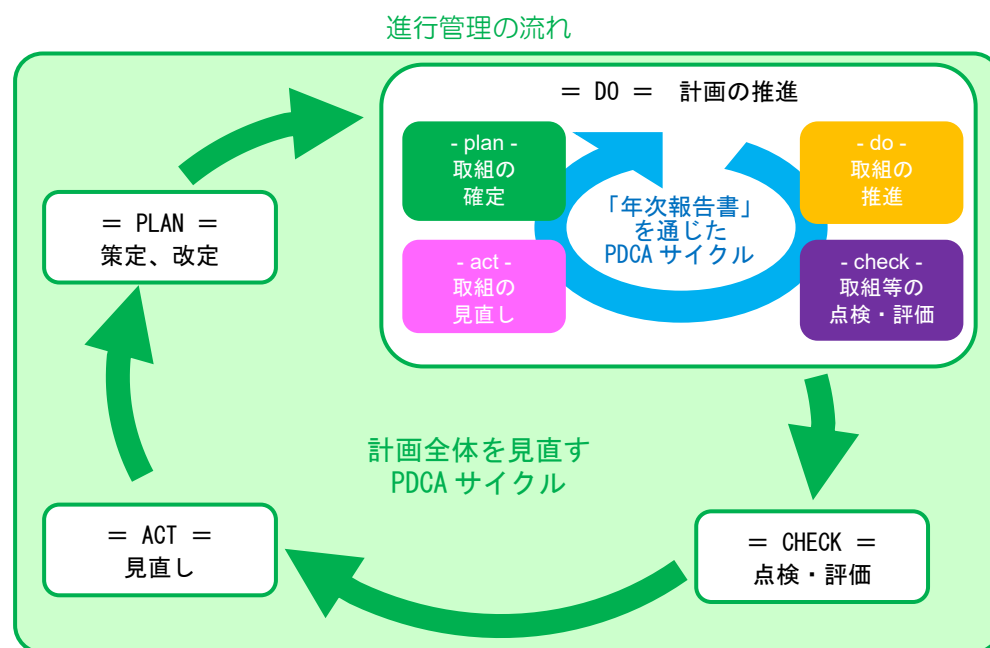 進行管理の流れ
＝ DO ＝　計画の推進
- plan -
取組の
確定
- do -
取組の
推進
「年次報告書」
を通じた
PDCA サイクル
- act -
取組の
見直し
- check -
取組等の
点検・評価
＝ PLAN ＝
策定、改定
計画全体を見直す
PDCA サイクル
＝ ACT ＝
見直し
＝ CHECK ＝
点検・評価